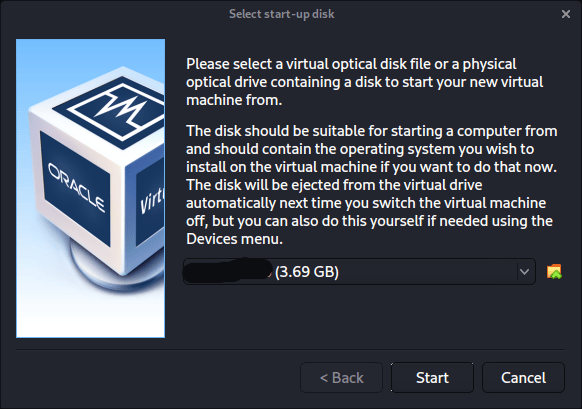 Select start-up disk
Please select a virtual optical disk file or a physical
optical drive containing a disk to start your new virtual
machine from.
The disk should be suitable for starting a computer from
and should contain the operating system you wish to
install on the virtual machine if you want to do that now.
The disk will be ejected from the virtual drive
automatically next time you switch the virtual machine
off, but you can also do this yourself if needed using the
Devices menu.
ORACLE
(3.69 GB)
< Back
Start
Cancel